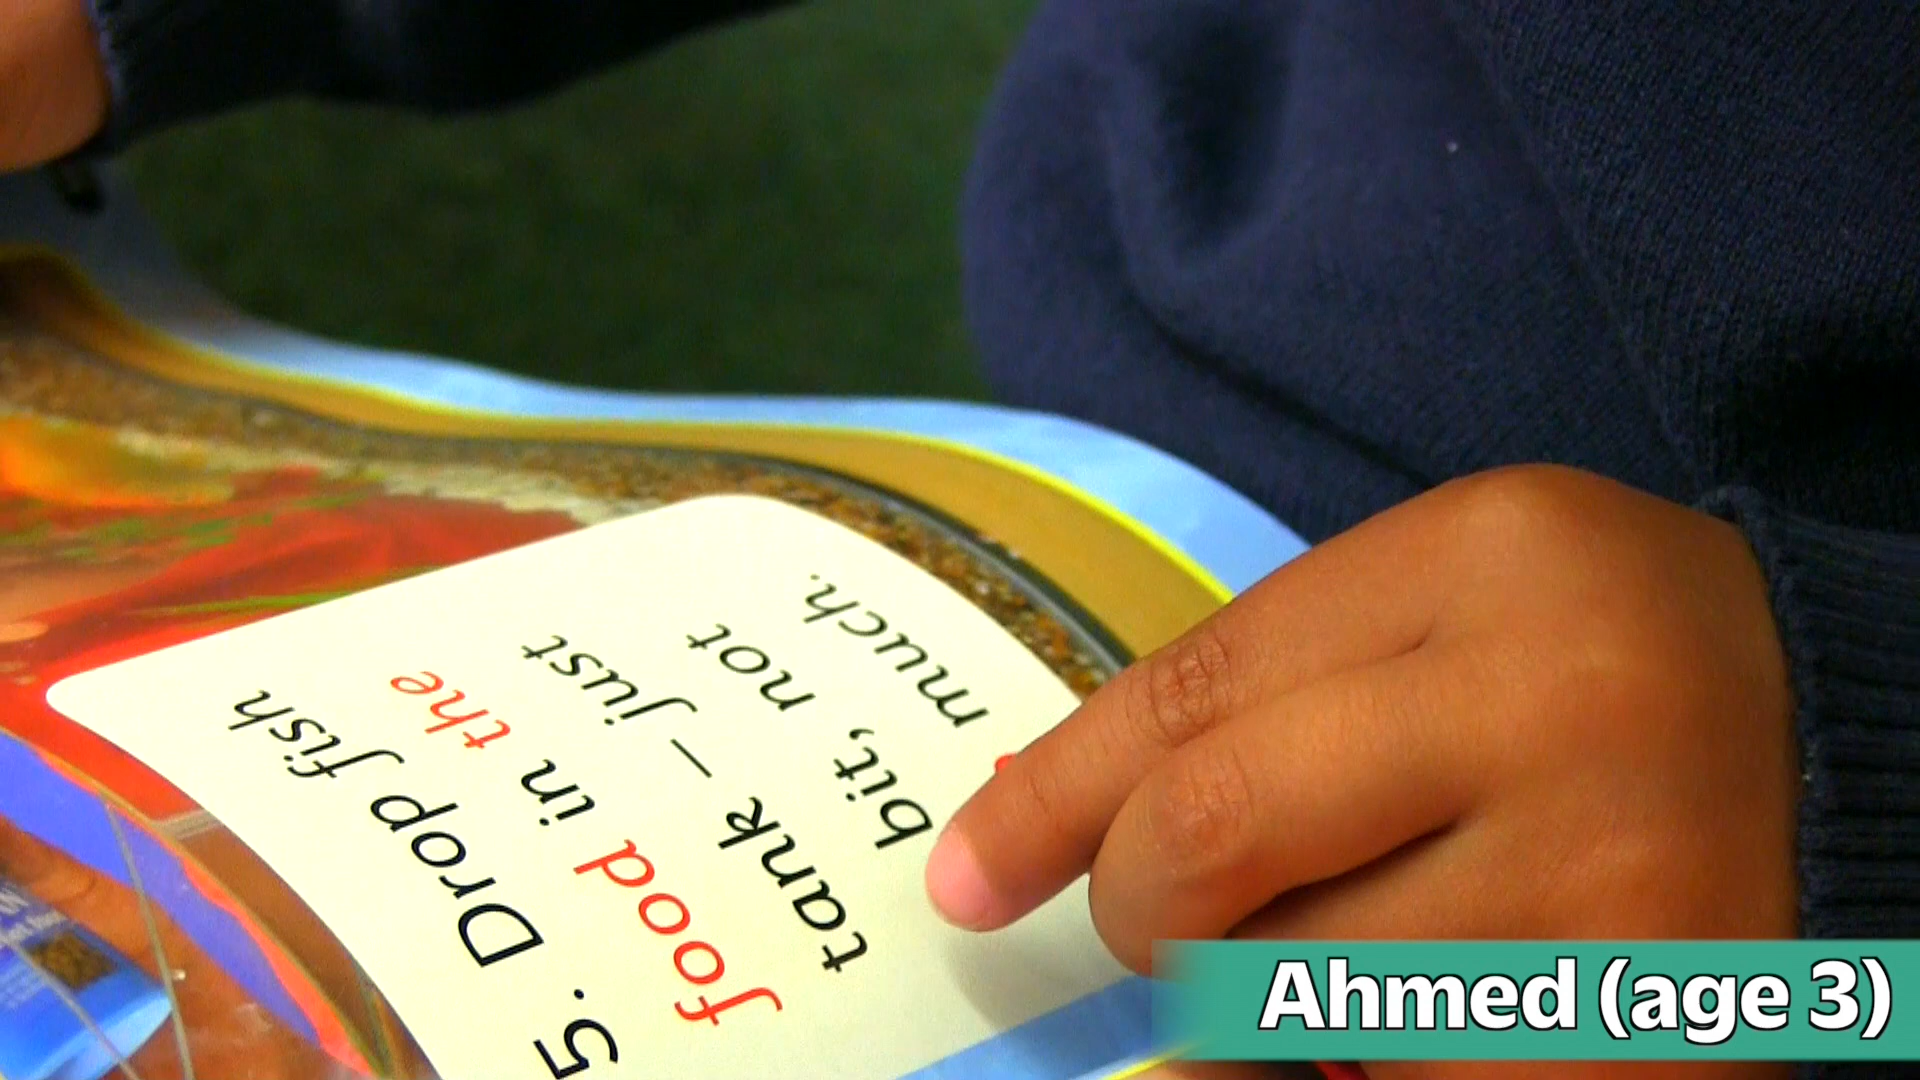 5. Drop fish
food in the
tank – just
bit, not
much.
Ahmed (age 3)